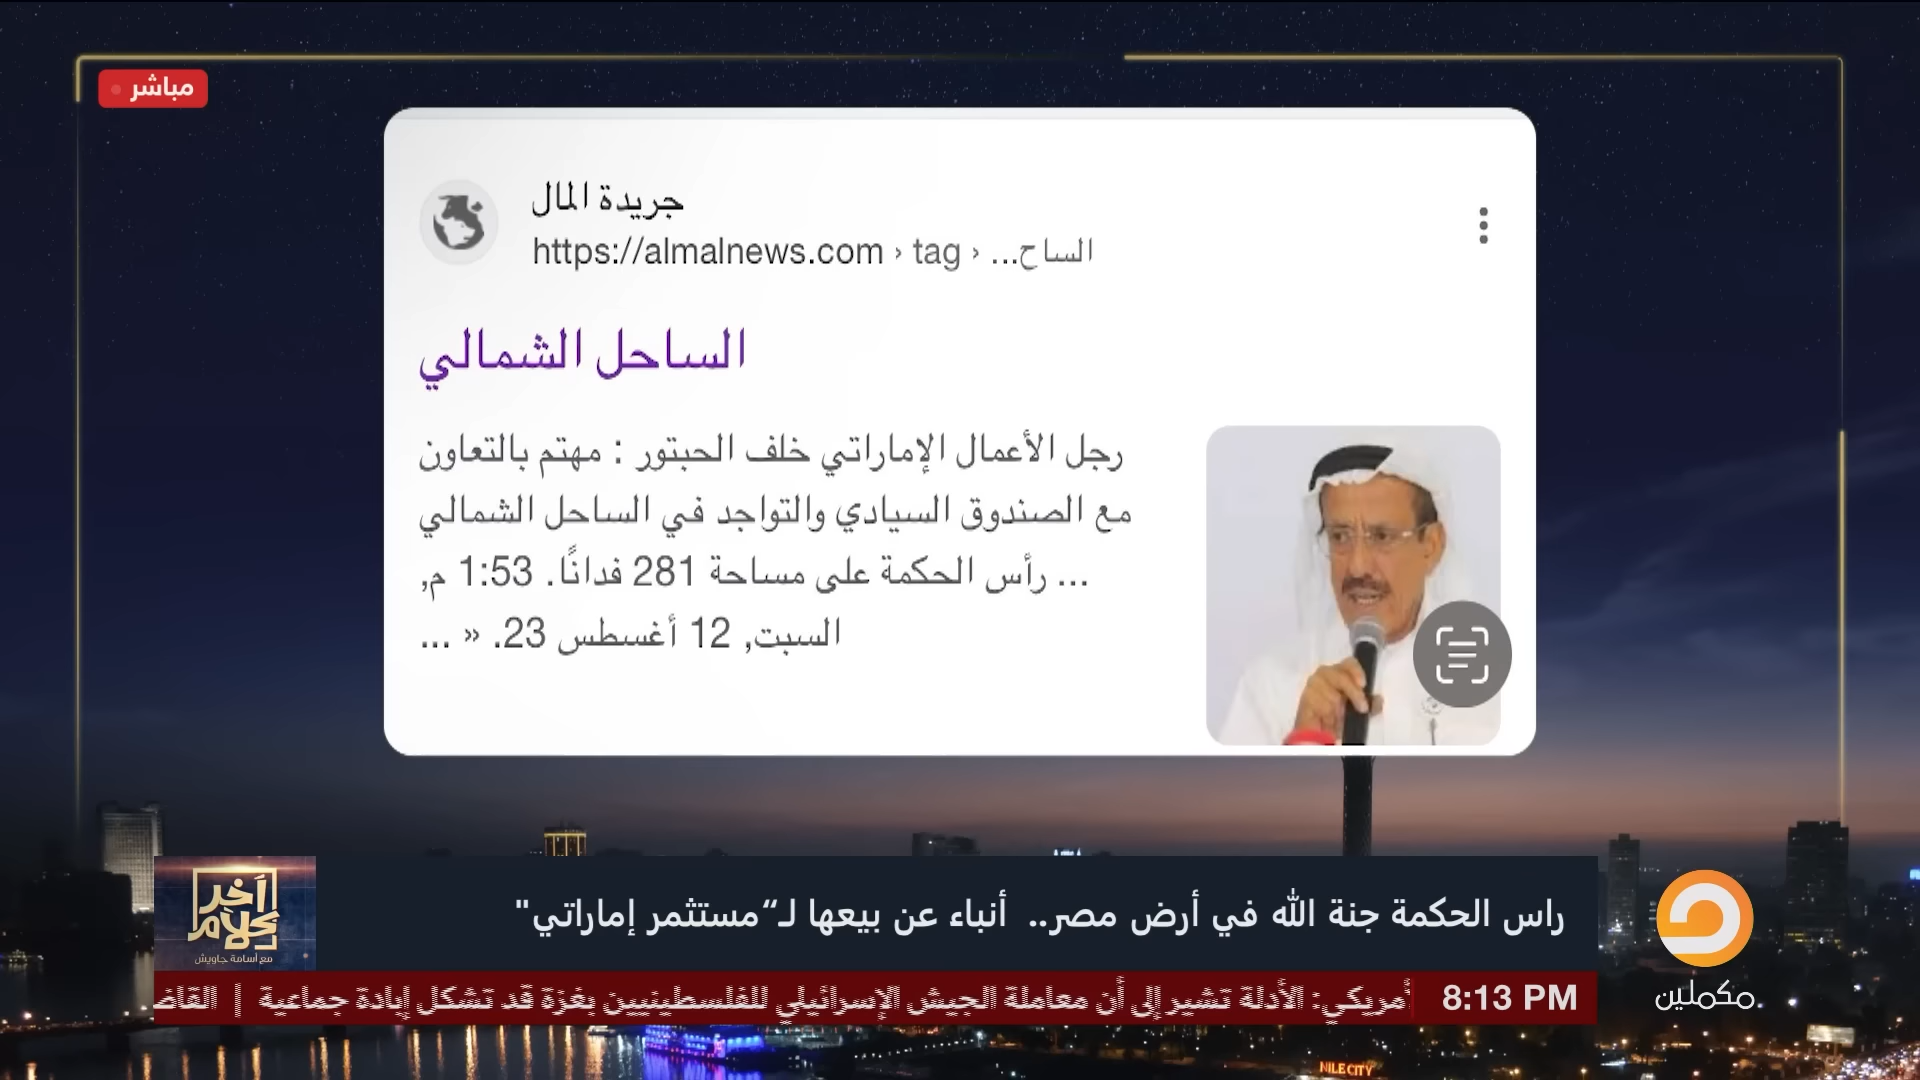 مباشر
جريدة المال
https://almalnews.com › tag › ...الساح
الساحل الشمالي
رجل الأعمال الإماراتي خلف الحبتور : مهتم بالتعاون
مع الصندوق السيادي والتواجد في الساحل الشمالي
... رأس الحكمة على مساحة 281 فدانًا. 1:53 م,
السبت, 12 أغسطس 23. « ...
راس الحكمة جنة الله في أرض مصر.. أنباء عن بيعها لـ“مستثمر إماراتي"
آخر
كلام
مع أسامة جاويش
8:13 PM
أمريكي: الأدلة تشير إلى أن معاملة الجيش الإسرائيلي للفلسطينيين بغزة قد تشكل إبادة جماعية |
مكملين
NILE CITY